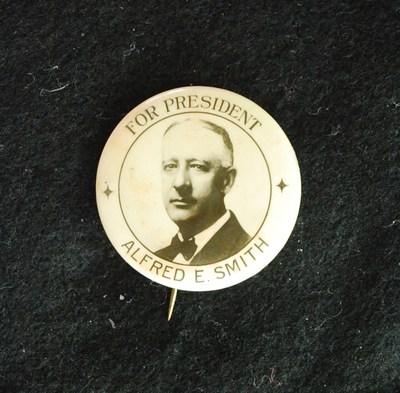 FOR PRESIDENT
ALFRED E. SMITH